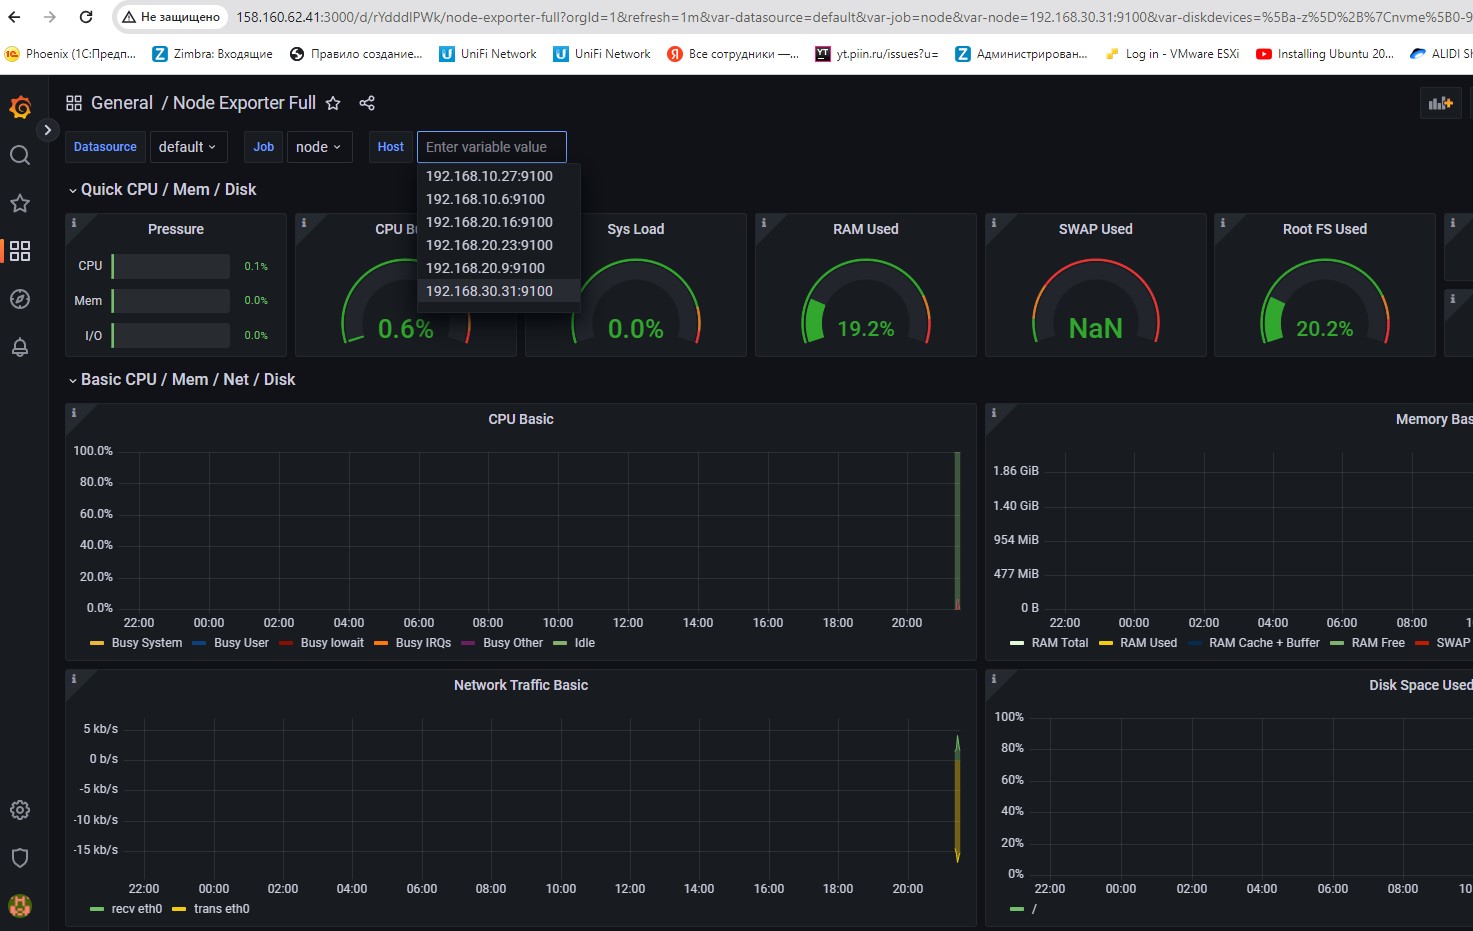 Не защищено
158.160.62.41:3000/d/rYdddlPWk/node-exporter-full?orgId=1&refresh=1m&var-datasource=default&var-job=node&var-node=192.168.30.31:9100&var-diskdevices=%5Ba-z%5D%2B%7Cnvme%5B0-9
Phoenix (1С:Предп...
Zimbra: Входящие
Правило создание...
UniFi Network
UniFi Network
Все сотрудники —...
yt.piin.ru/issues?u=
Администрирован...
Log in - VMware ESXi
Installing Ubuntu 20...
ALIDI SH
General / Node Exporter Full
Datasource default Job node Host Enter variable value
192.168.10.27:9100
192.168.10.6:9100
192.168.20.16:9100
192.168.20.23:9100
192.168.20.9:9100
192.168.30.31:9100
Quick CPU / Mem / Disk
Pressure
CPU 0.1%
Mem 0.0%
I/O 0.0%
CPU B
0.6%
Sys Load
0.0%
RAM Used
19.2%
SWAP Used
NaN
Root FS Used
20.2%
Basic CPU / Mem / Net / Disk
CPU Basic
100.0%
80.0%
60.0%
40.0%
20.0%
0.0%
22:00 00:00 02:00 04:00 06:00 08:00 10:00 12:00 14:00 16:00 18:00 20:00
Busy System Busy User Busy Iowait Busy IRQs Busy Other Idle
Memory Bas
1.86 GiB
1.40 GiB
954 MiB
477 MiB
0 B
22:00 00:00 02:00 04:00 06:00 08:00 1
RAM Total RAM Used RAM Cache + Buffer RAM Free SWAP
Network Traffic Basic
5 kb/s
0 b/s
-5 kb/s
-10 kb/s
-15 kb/s
22:00 00:00 02:00 04:00 06:00 08:00 10:00 12:00 14:00 16:00 18:00 20:00
recv eth0 trans eth0
Disk Space Used
100%
80%
60%
40%
20%
0%
22:00 00:00 02:00 04:00 06:00 08:00 10
/